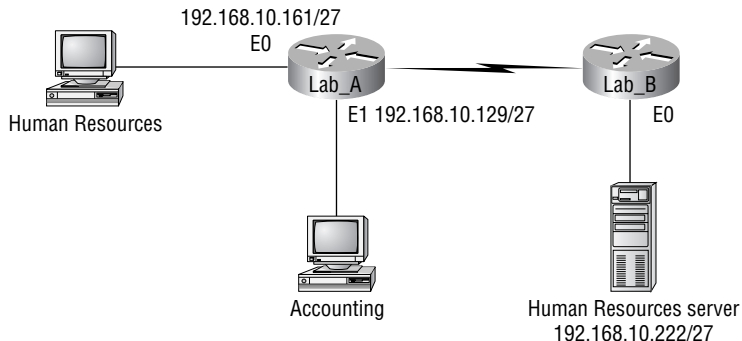 192.168.10.161/27
E0
Lab_A
Lab_B
Human Resources
E1 192.168.10.129/27
E0
Accounting
Human Resources server
192.168.10.222/27